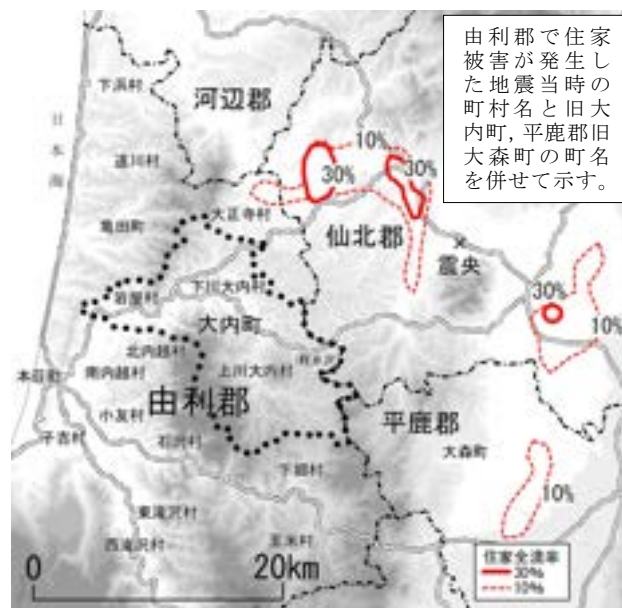 由利郡で住家
被害が発生し
た地震当時の
町村名と旧大
内町，平鹿郡旧
大森町の町名
を併せて示す。
下浜村
河辺郡
日本海
10%
30%
30%
道川村
大正寺村
亀田町
仙北郡
震央
岩屋村
下川大内村
30%
10%
大内町
北内越村
本荘町
南内越村
上川大内村
由利郡
平鹿郡
小友村
大森町
子吉村
石沢村
下郷村
10%
東滝沢村
西滝沢村
玉米村
0
20km
住家全潰率
30%
10%